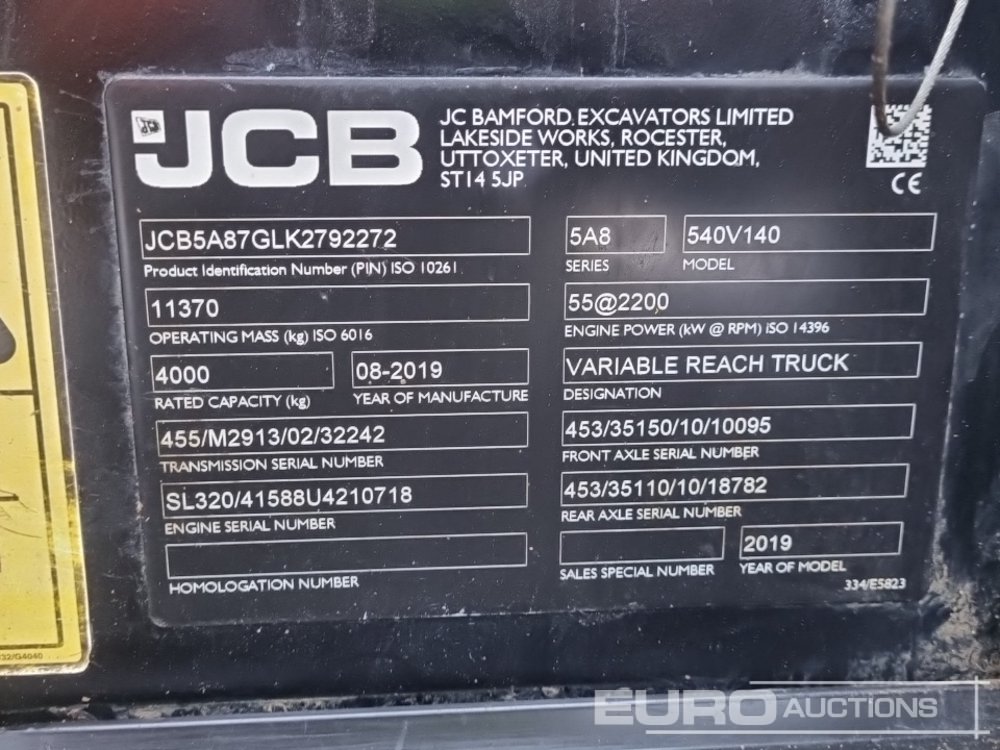 JCB
JC BAMFORD EXCAVATORS LIMITED
LAKESIDE WORKS, ROCESTER,
UTTOXETER, UNITED KINGDOM,
ST14 5JP
CE
JCB5A87GLK2792272
Product Identification Number (PIN) ISO 10261
5A8
SERIES
540V140
MODEL
11370
OPERATING MASS (kg) ISO 6016
55@2200
ENGINE POWER (kW @ RPM) ISO 14396
4000
RATED CAPACITY (kg)
08-2019
YEAR OF MANUFACTURE
VARIABLE REACH TRUCK
DESIGNATION
455/M2913/02/32242
TRANSMISSION SERIAL NUMBER
453/35150/10/10095
FRONT AXLE SERIAL NUMBER
SL320/41588U4210718
ENGINE SERIAL NUMBER
453/35110/10/18782
REAR AXLE SERIAL NUMBER
HOMOLOGATION NUMBER
SALES SPECIAL NUMBER
2019
YEAR OF MODEL
334/E5823
EURO AUCTIONS